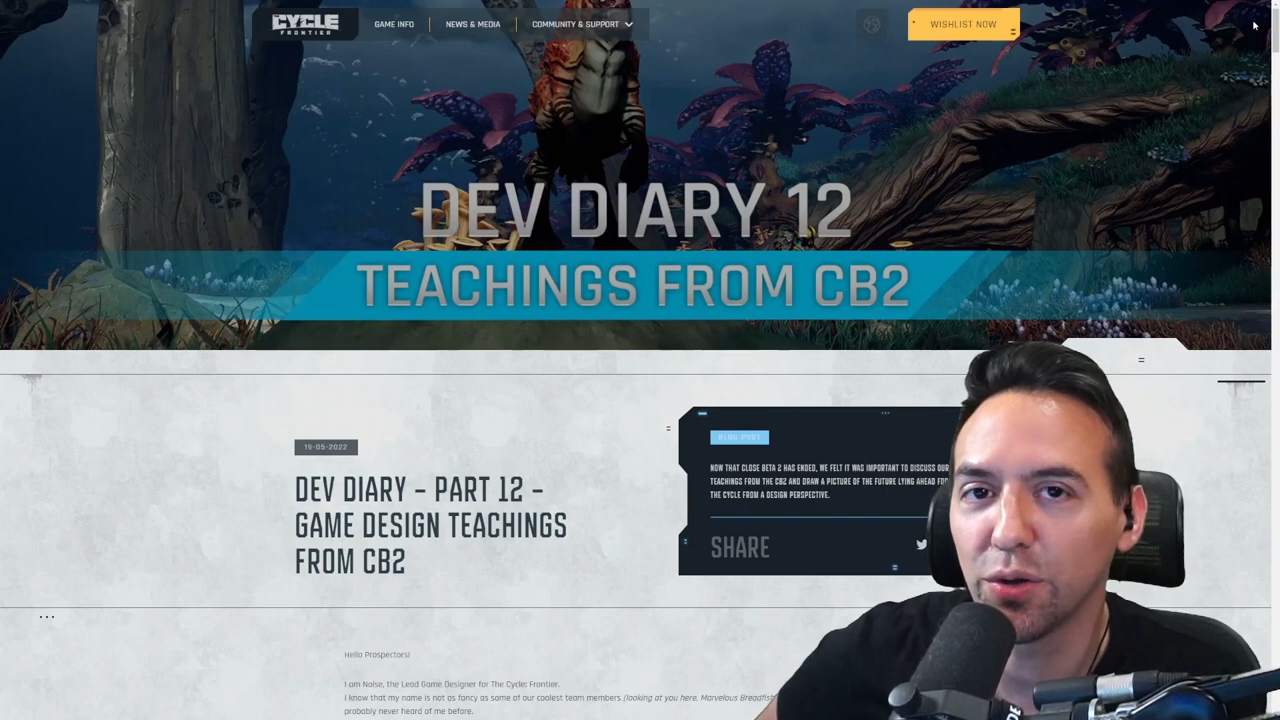 CYCLE
FRONTIER
GAME INFO
NEWS & MEDIA
COMMUNITY & SUPPORT
WISHLIST NOW
DEV DIARY 12
TEACHINGS FROM CB2
19-05-2022
DEV DIARY - PART 12 -
GAME DESIGN TEACHINGS
FROM CB2
BLOG POST
NOW THAT CLOSE BETA 2 HAS ENDED, WE FELT IT WAS IMPORTANT TO DISCUSS OUR
TEACHINGS FROM THE CB2 AND DRAW A PICTURE OF THE FUTURE LYING AHEAD FOR
THE CYCLE FROM A DESIGN PERSPECTIVE.
SHARE
Hello Prospectors!
I am Noise, the Lead Game Designer for The Cycle: Frontier.
I know that my name is not as fancy as some of our coolest team members (looking at you here, Marvelous Breadfish
probably never heard of me before.